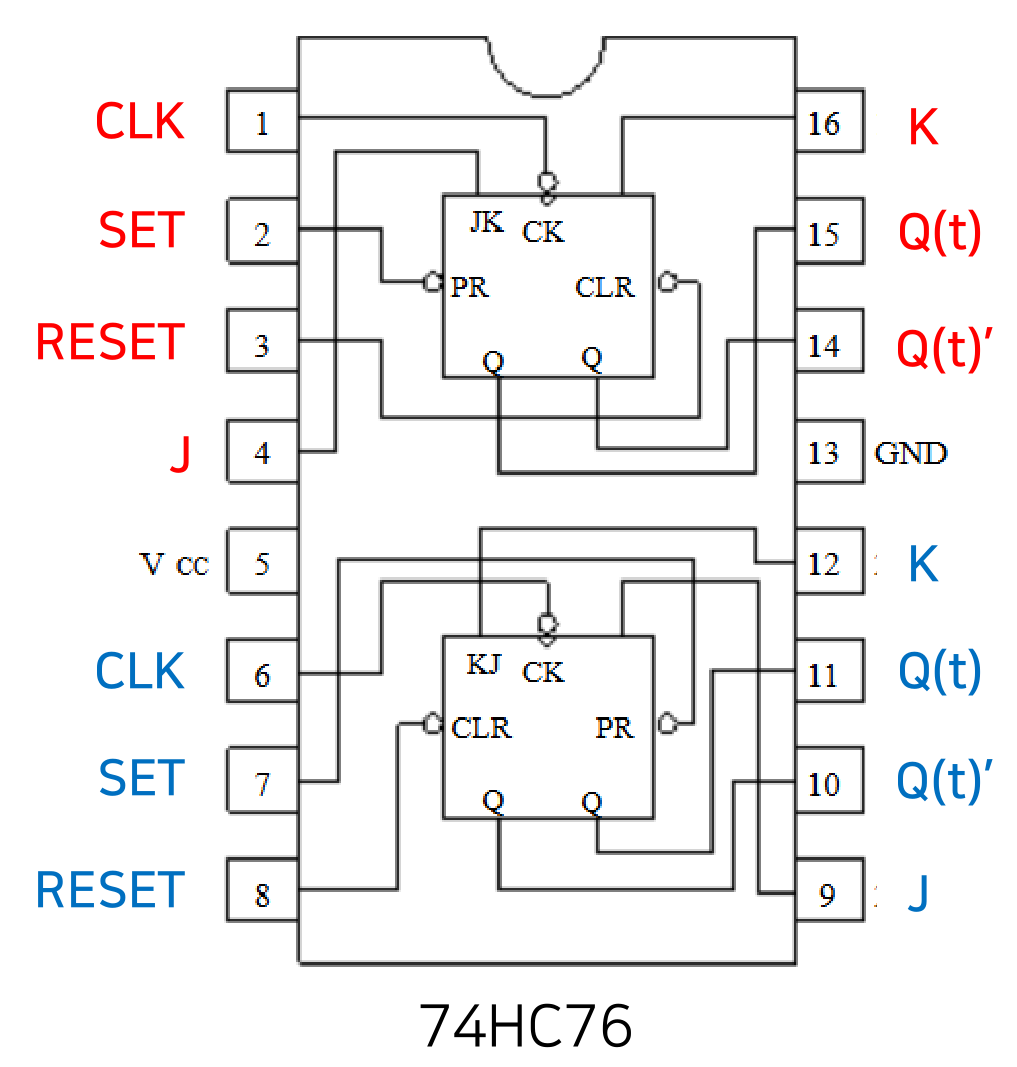 CLK 1 16 K
JK CK
SET 2 15 Q(t)
PR CLR
RESET 3 14 Q(t)’
Q Q
J 4 13 GND
V CC 5 12 K
CLK 6 11 Q(t)
KJ CK
CLR PR
SET 7 10 Q(t)’
Q Q
RESET 8 9 J
74HC76